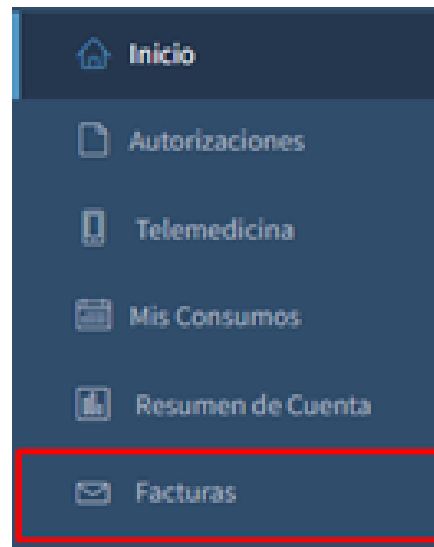 Inicio
Autorizaciones
Telemedicina
Mis Consumos
Resumen de Cuenta
Facturas